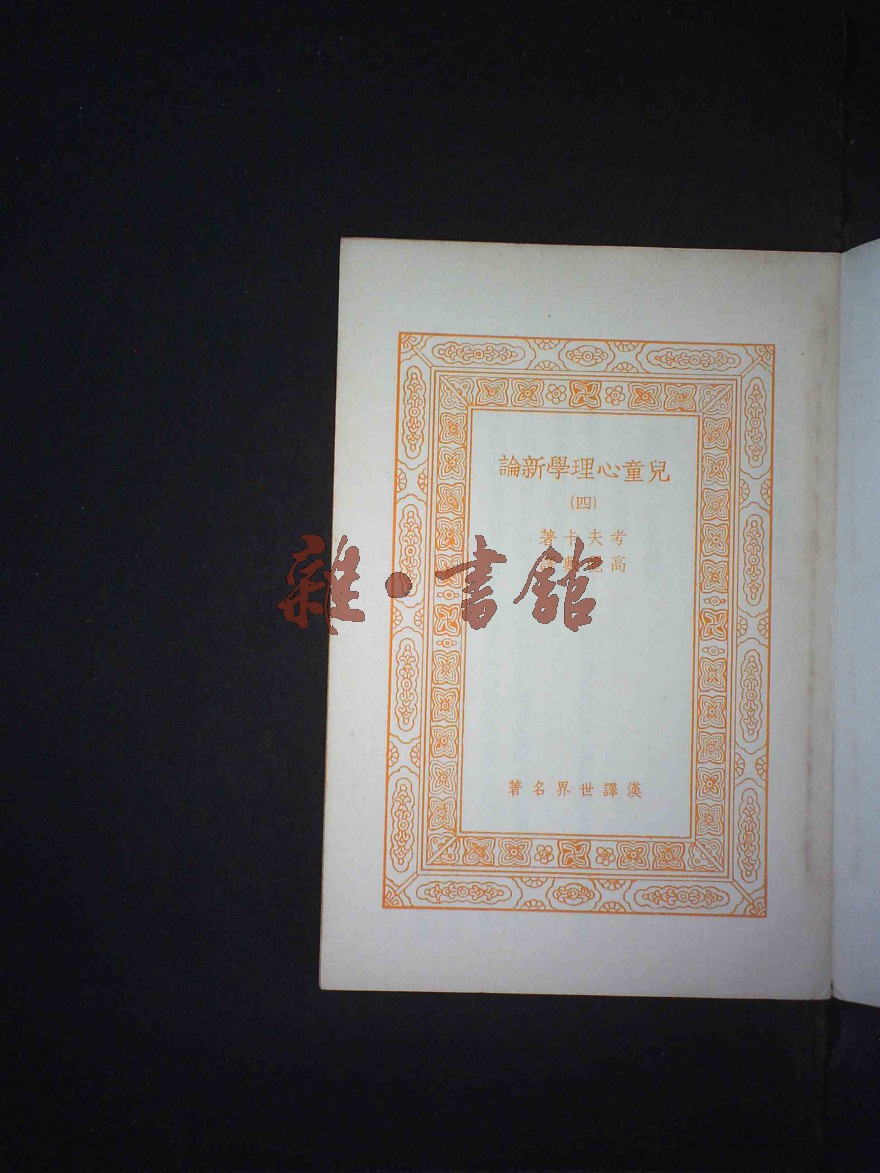 兒童心理學新論
(四)
考夫卡著
高
漢譯世界名著
雜·書館